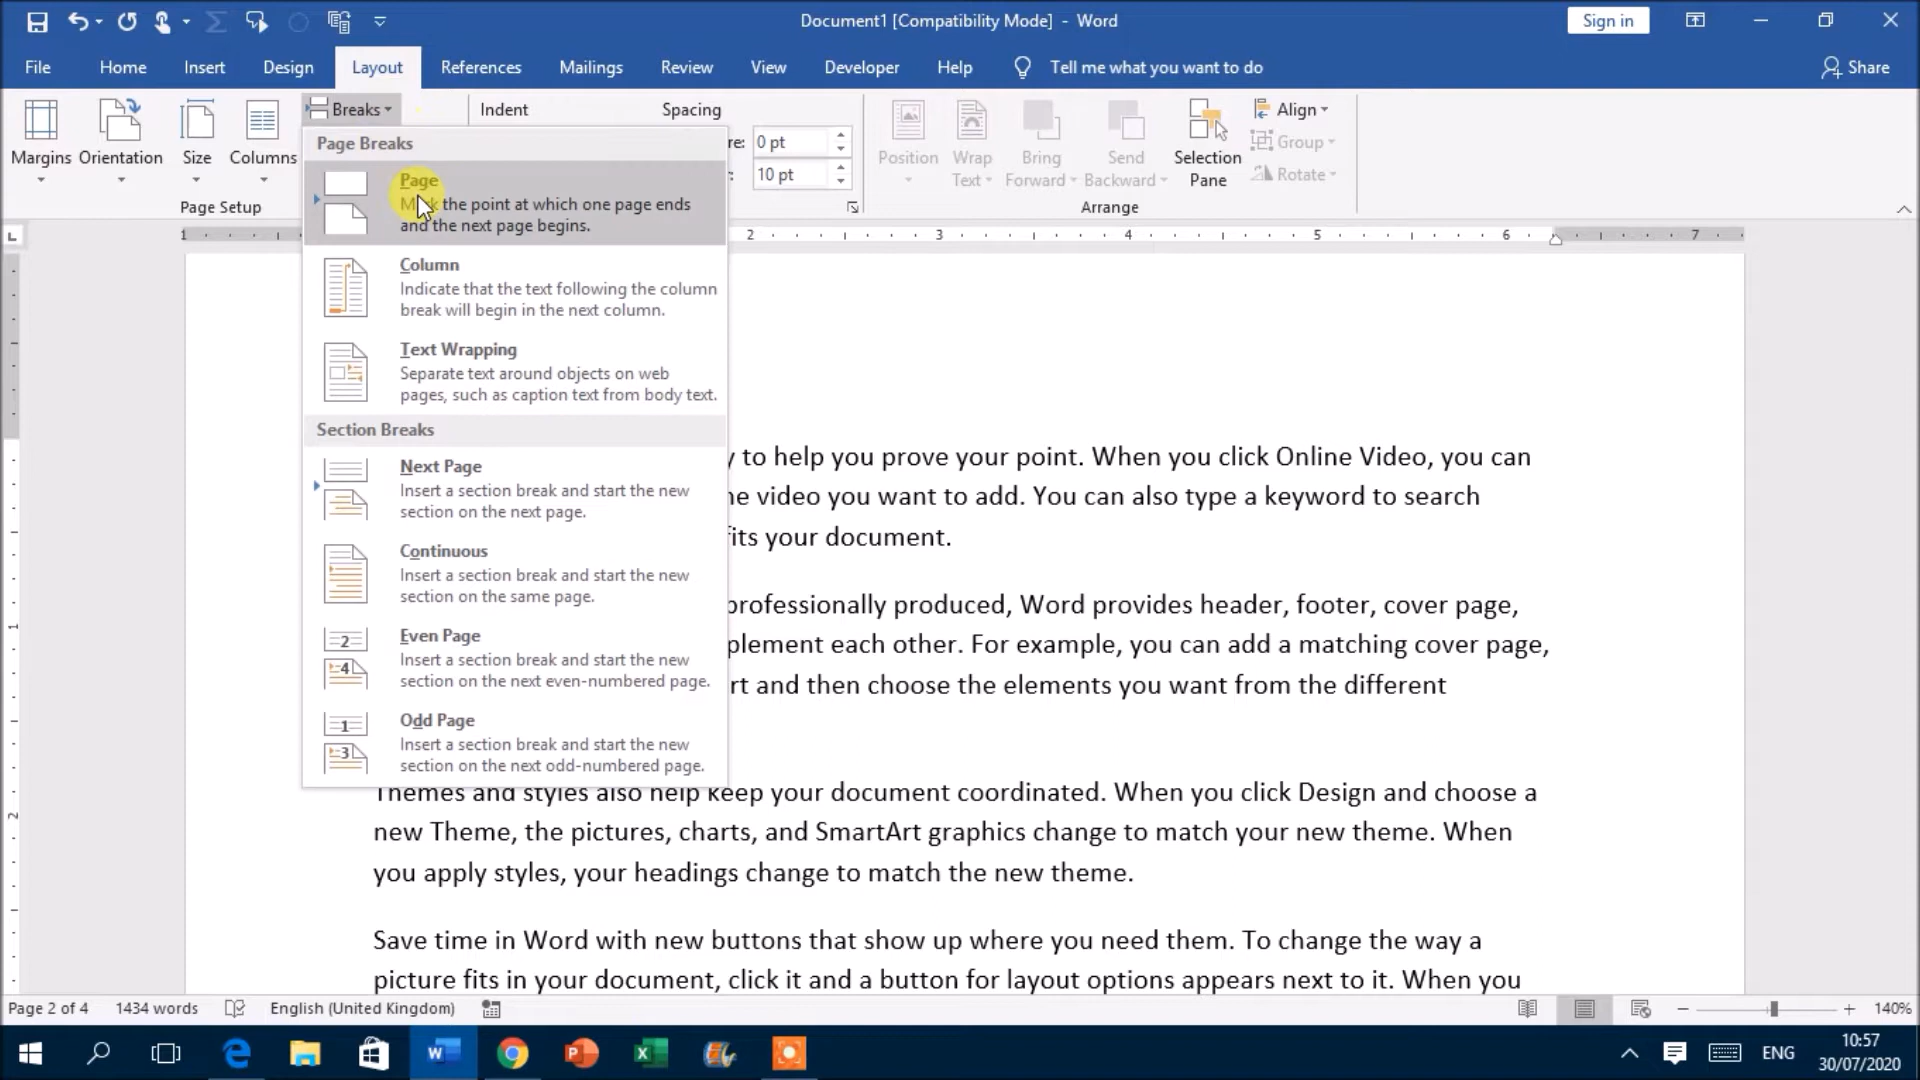 Document1 [Compatibility Mode] - Word
Sign in
File Home Insert Design Layout References Mailings Review View Developer Help Tell me what you want to do Share
Breaks Indent Spacing Align
re: 0 pt Group
Margins Orientation Size Columns Position Wrap Text Bring Forward Send Backward Selection Pane
: 10 pt Rotate
Page Setup Arrange
Page Breaks
Page
Mark the point at which one page ends
and the next page begins.
Column
Indicate that the text following the column
break will begin in the next column.
Text Wrapping
Separate text around objects on web
pages, such as caption text from body text.
Section Breaks
Next Page
Insert a section break and start the new
section on the next page.
Continuous
Insert a section break and start the new
section on the same page.
2
4
Even Page
Insert a section break and start the new
section on the next even-numbered page.
1
3
Odd Page
Insert a section break and start the new
section on the next odd-numbered page.
L 1 2 3 4 5 6 7
1
2
y to help you prove your point. When you click Online Video, you can
he video you want to add. You can also type a keyword to search
fits your document.
professionally produced, Word provides header, footer, cover page,
plement each other. For example, you can add a matching cover page,
rt and then choose the elements you want from the different
Themes and styles also help keep your document coordinated. When you click Design and choose a
new Theme, the pictures, charts, and SmartArt graphics change to match your new theme. When
you apply styles, your headings change to match the new theme.
Save time in Word with new buttons that show up where you need them. To change the way a
picture fits in your document, click it and a button for layout options appears next to it. When you
Page 2 of 4 1434 words English (United Kingdom) 140%
ENG
10:57
30/07/2020